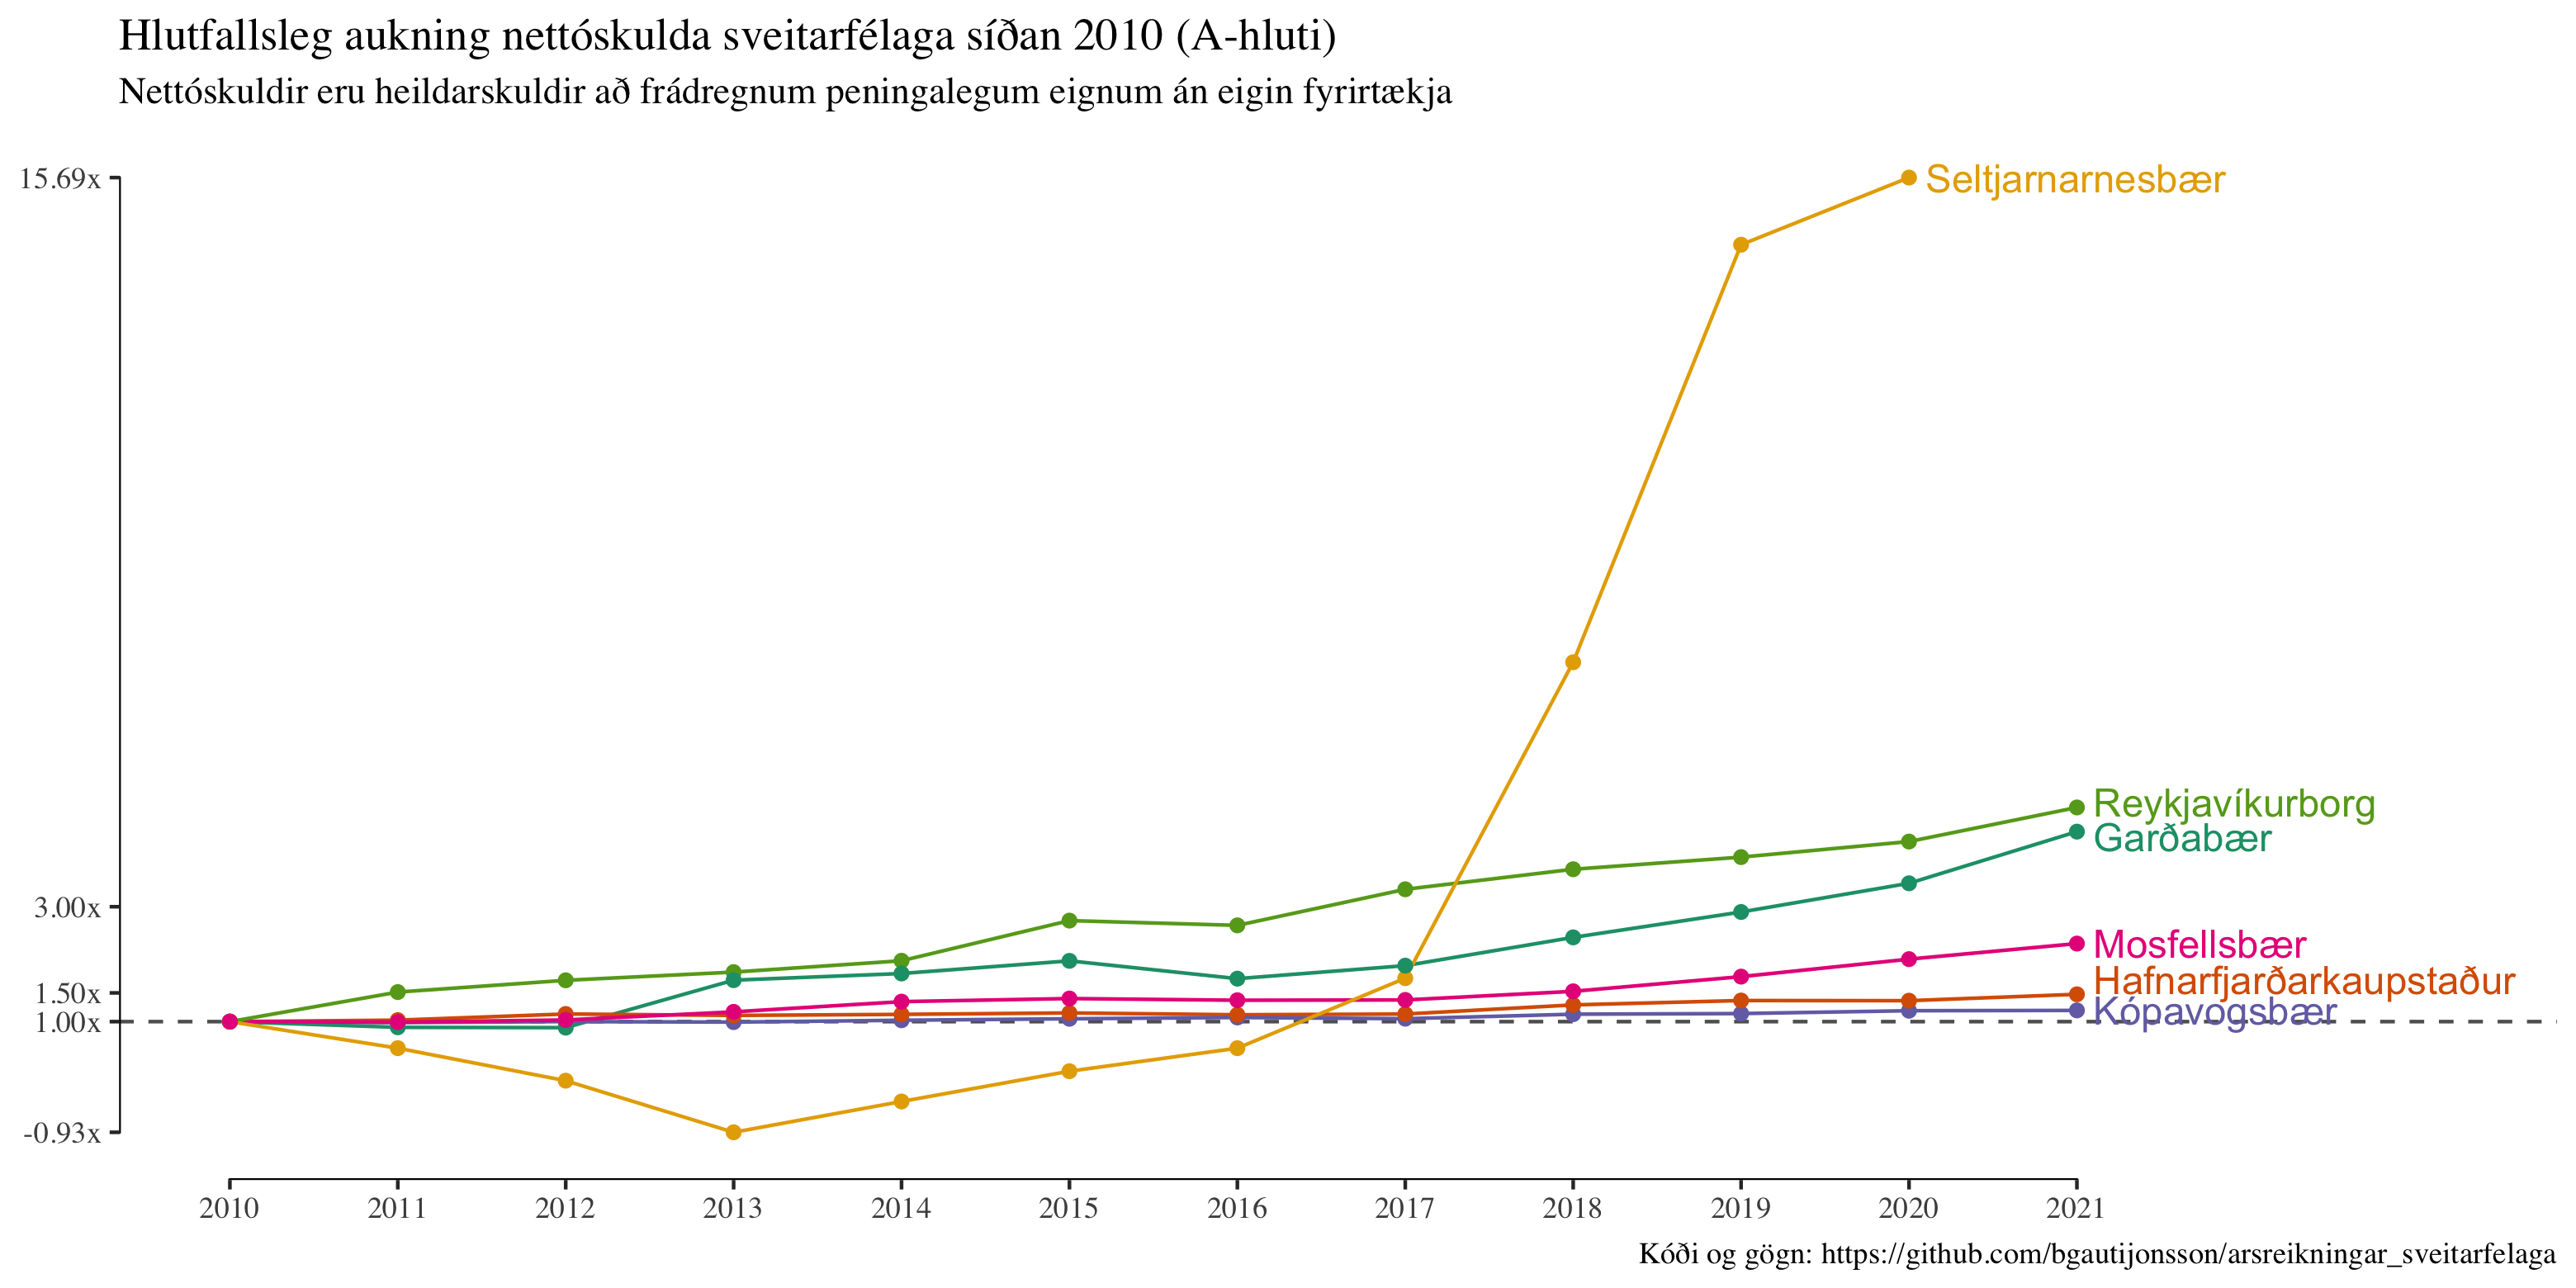 Hlutfallsleg aukning nettóskulda sveitarfélaga síðan 2010 (A-hluti)
Nettóskuldir eru heildarskuldir að frádregnum peningalegum eignum án eigin fyrirtækja
15.69x
Seltjarnarnesbær
Reykjavíkurborg
Garðabær
3.00x
Mosfellsbær
Hafnarfjarðarkaupstaður
1.50x
Kópavogsbær
1.00x
-0.93x
2010 2011 2012 2013 2014 2015 2016 2017 2018 2019 2020 2021
Kóði og gögn: https://github.com/bgautijonsson/arsreikningar_sveitarfelaga